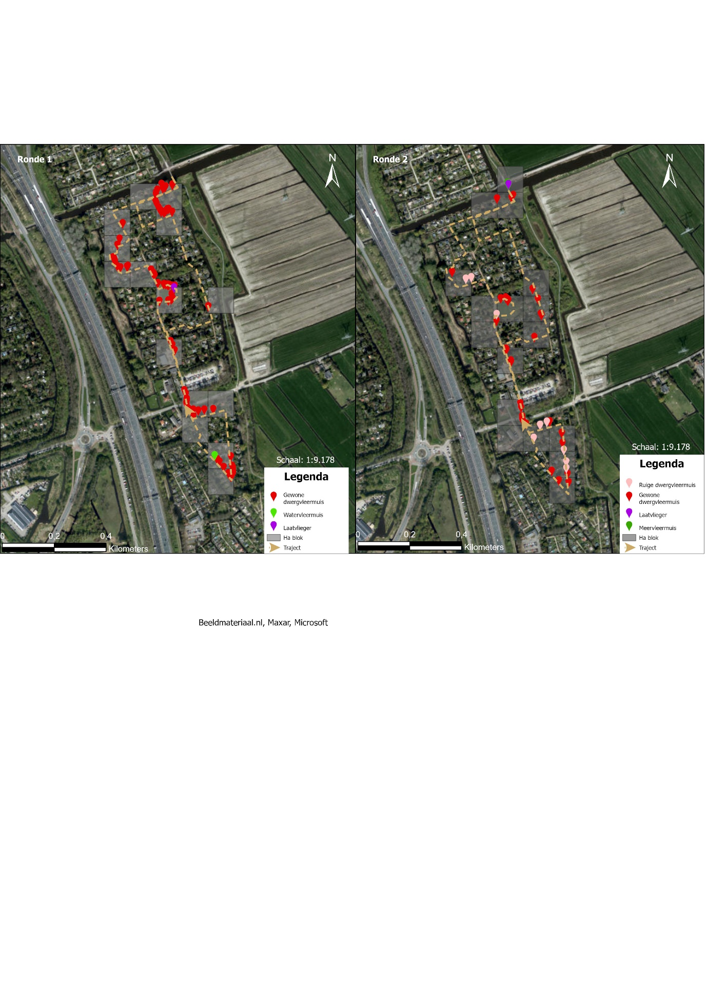 Ronde 1
N
Schaal: 1:9.178
Legenda
Gewone
dwergvleermuis
Watervleermuis
Laatvlieger
Ha blok
Traject
0
0,2
0,4
Kilometers
Ronde 2
N
Schaal: 1:9.178
Legenda
Ruige dwergvleermuis
Gewone
dwergvleermuis
Laatvlieger
Meervleermuis
Ha blok
Traject
0
0,2
0,4
Kilometers
Beeldmateriaal.nl, Maxar, Microsoft